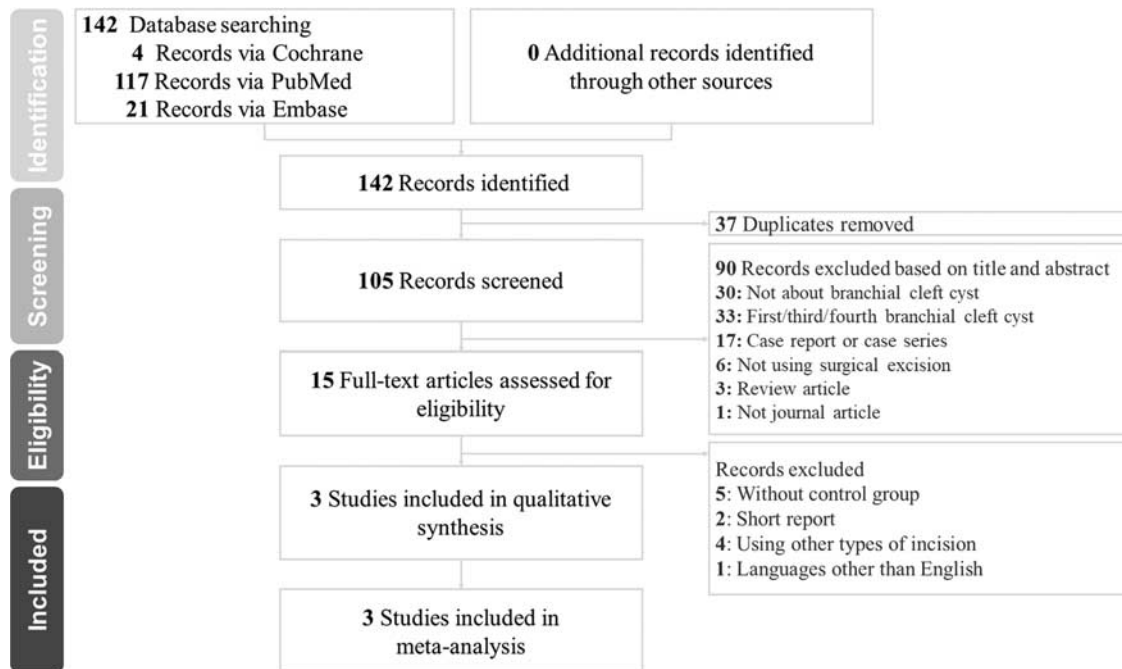 Identification
142 Database searching
4 Records via Cochrane
117 Records via PubMed
21 Records via Embase
0 Additional records identified
through other sources
142 Records identified
Screening
37 Duplicates removed
105 Records screened
90 Records excluded based on title and abstract
30: Not about branchial cleft cyst
33: First/third/fourth branchial cleft cyst
17: Case report or case series
6: Not using surgical excision
3: Review article
1: Not journal article
Eligibility
15 Full-text articles assessed for
eligibility
Records excluded
5: Without control group
2: Short report
4: Using other types of incision
1: Languages other than English
Included
3 Studies included in qualitative
synthesis
3 Studies included in
meta-analysis